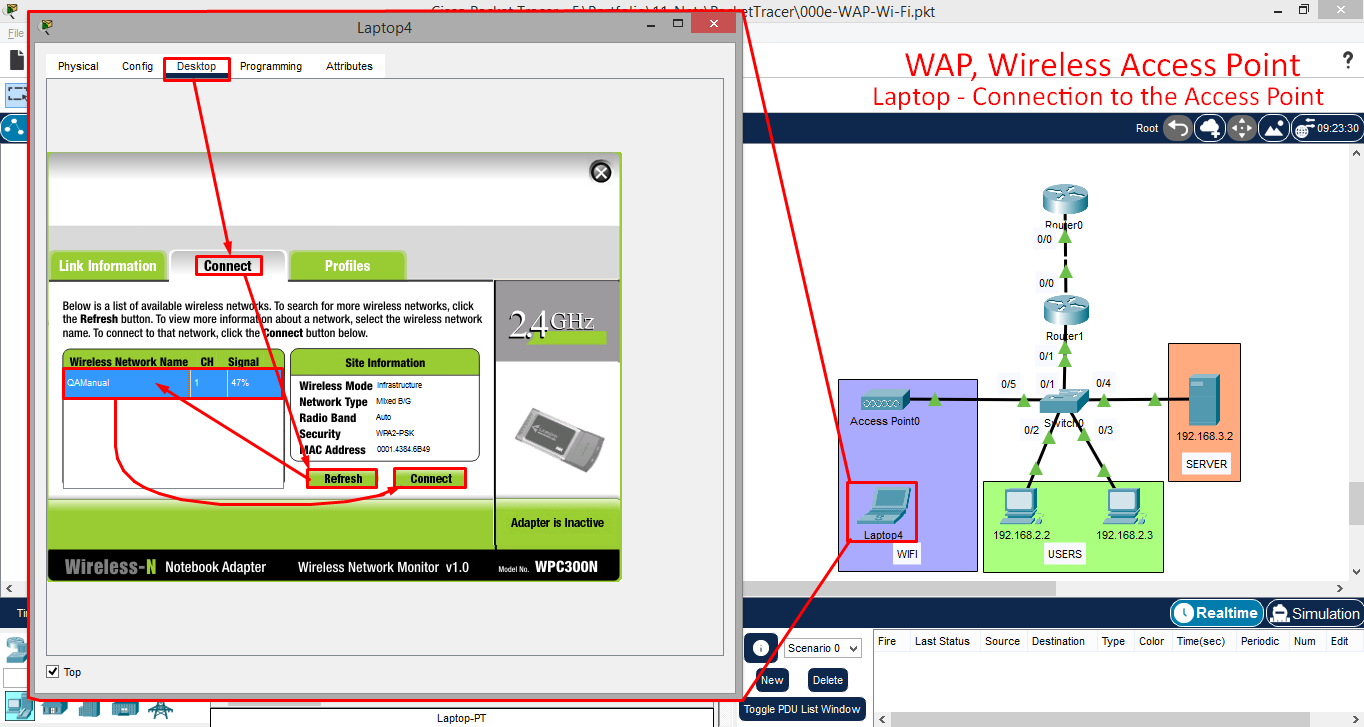 Cisco Packet Tracer
PacketTracer\000e-WAP-Wi-Fi.pkt
File
Laptop4
Physical
Config
Desktop
Programming
Attributes
WAP, Wireless Access Point
Laptop - Connection to the Access Point
?
Root
09:23:30
Link Information
Connect
Profiles
Below is a list of available wireless networks. To search for more wireless networks, click
the Refresh button. To view more information about a network, select the wireless network
name. To connect to that network, click the Connect button below.
2.4GHz
Wireless Network Name CH Signal
QAManual 1 47%
Site Information
Wireless Mode Infrastructure
Network Type Mixed B/G
Radio Band Auto
Security WPA2-PSK
MAC Address 0001.4384.6B49
Refresh
Connect
Adapter is Inactive
Wireless-N Notebook Adapter Wireless Network Monitor v1.0 Model No. WPC300N
Top
Router0
0/0
0/0
Router1
0/1
0/5
0/1
0/4
Access Point0
Switch0
0/2
0/3
192.168.3.2
SERVER
Laptop4
WIFI
192.168.2.2
192.168.2.3
USERS
Realtime
Simulation
Scenario 0
New
Delete
Toggle PDU List Window
Fire Last Status Source Destination Type Color Time(sec) Periodic Num Edit
Laptop-PT